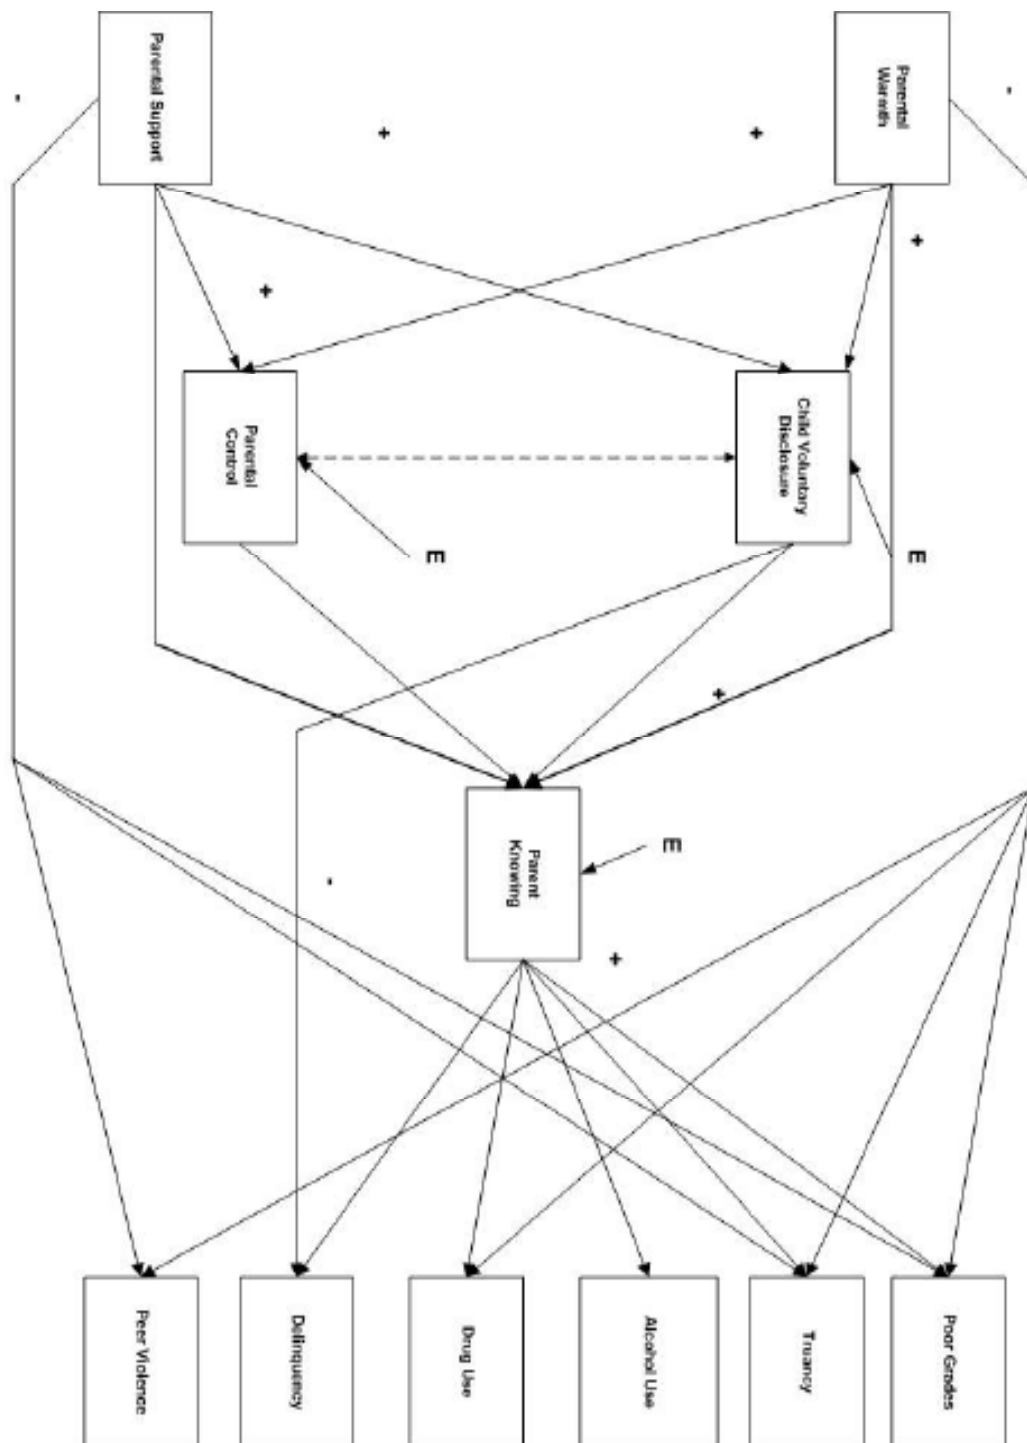 Parental
Warmth
Parental Support
-
-
+
+
+
+
Child Voluntary
Disclosure
Parental
Control
E
E
+
Parent
Knowing
E
-
+
Poor Grades
Truancy
Alcohol Use
Drug Use
Delinquency
Peer Violence